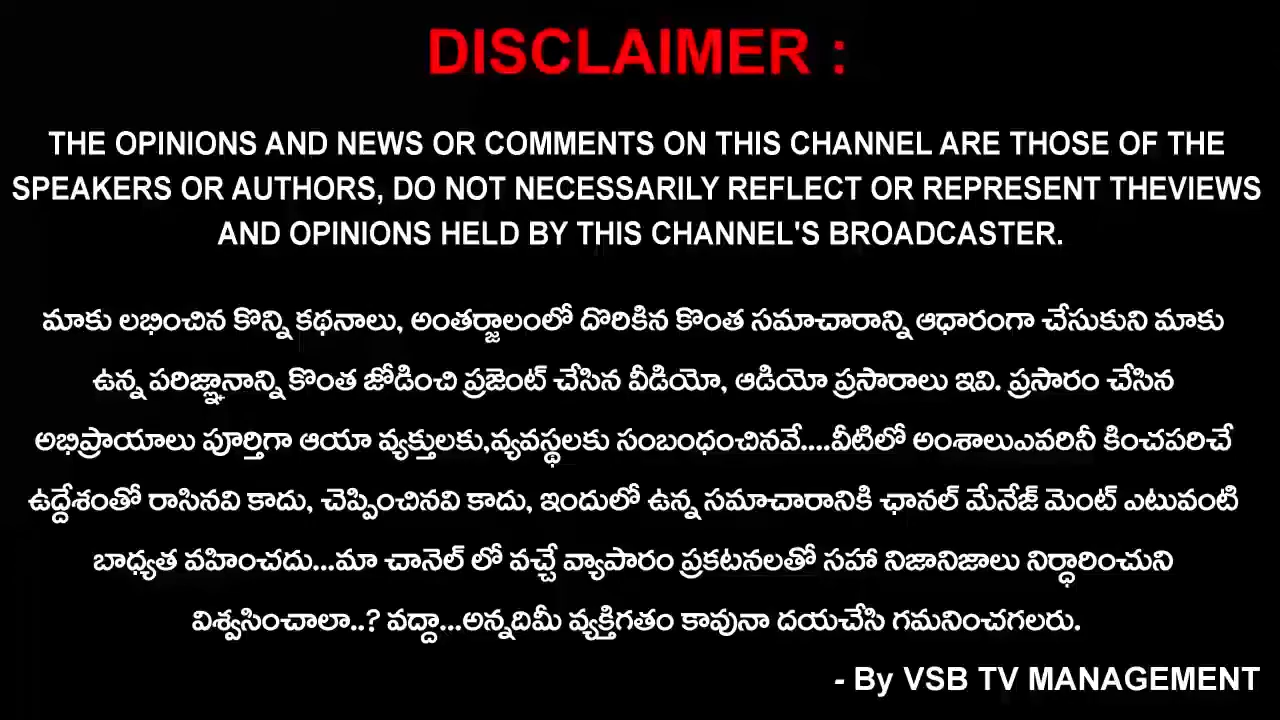 DISCLAIMER :
THE OPINIONS AND NEWS OR COMMENTS ON THIS CHANNEL ARE THOSE OF THE
SPEAKERS OR AUTHORS, DO NOT NECESSARILY REFLECT OR REPRESENT THEVIEWS
AND OPINIONS HELD BY THIS CHANNEL'S BROADCASTER.
మాకు లభించిన కొన్ని కథనాలు, అంతర్జాలంలో దొరికిన కొంత సమాచారాన్ని ఆధారంగా చేసుకుని మాకు
ఉన్న పరిజ్ఞానాన్ని కొంత జోడించి ప్రజెంట్ చేసిన వీడియో, ఆడియో ప్రసారాలు ఇవి. ప్రసారం చేసిన
అభిప్రాయాలు పూర్తిగా ఆయా వ్యక్తులకు,వ్యవస్థలకు సంబంధంచినవే....వీటిలో అంశాలుఎవరినీ కించపరిచే
ఉద్దేశంతో రాసినవి కాదు, చెప్పించినవి కాదు, ఇందులో ఉన్న సమాచారానికి ఛానల్ మేనేజ్ మెంట్ ఎటువంటి
బాధ్యత వహించదు...మా చానెల్ లో వచ్చే వ్యాపారం ప్రకటనలతో సహా నిజానిజాలు నిర్ధారించుని
విశ్వసించాలా..? వద్దా...అన్నదిమీ వ్యక్తిగతం కావునా దయచేసి గమనించగలరు.
- By VSB TV MANAGEMENT